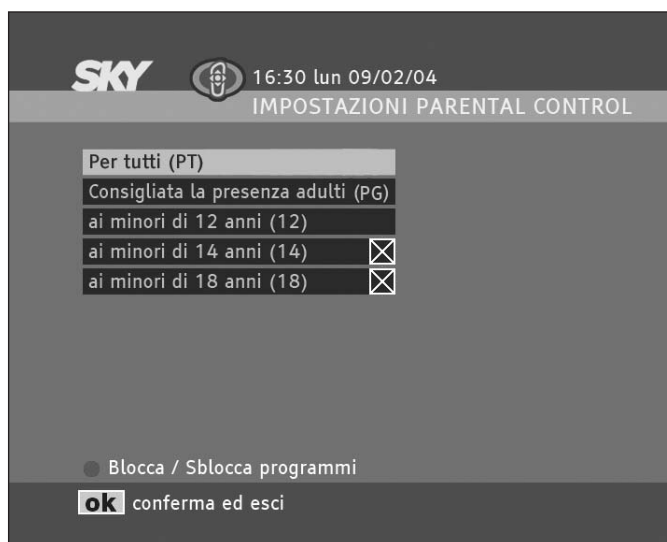 SKY 16:30 lun 09/02/04
IMPOSTAZIONI PARENTAL CONTROL
Per tutti (PT)
Consigliata la presenza adulti (PG)
ai minori di 12 anni (12)
ai minori di 14 anni (14)
ai minori di 18 anni (18)
Blocca / Sblocca programmi
ok conferma ed esci